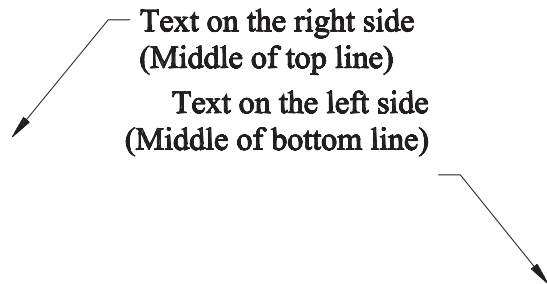 Text on the right side
(Middle of top line)
Text on the left side
(Middle of bottom line)